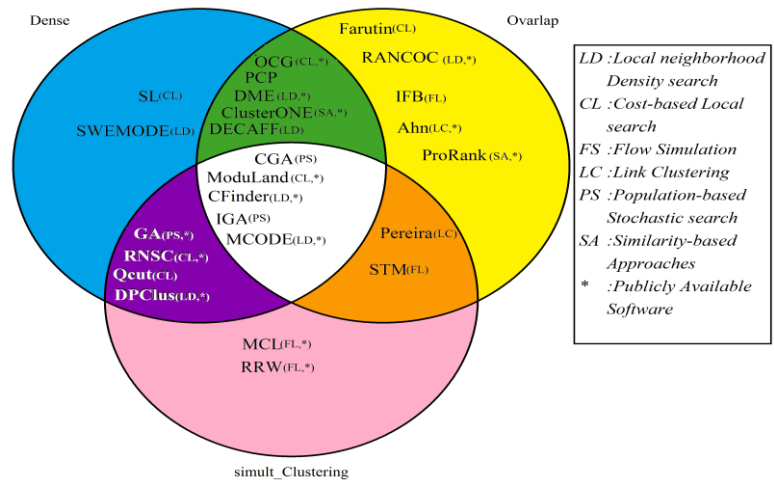 Dense
Ovarlap
Farutin(CL)
OCG(CL,*)
RANCOC (LD,*)
PCP
SL(CL)
DME(LD,*)
IFB(FL)
ClusterONE(SA,*)
SWEMODE(LD)
DECAFF(LD)
Ahn(LC,*)
ProRank(SA,*)
CGA(PS)
ModuLand(CL,*)
CFinder(LD,*)
IGA(PS)
MCODE(LD,*)
GA(PS,*)
RNSC(CL,*)
Qcut(CL)
DPClus(LD,*)
Pereira(LC)
STM(FL)
MCL(FL,*)
RRW(FL,*)
simult_Clustering
LD :Local neighborhood
Density search
CL :Cost-based Local
search
FS :Flow Simulation
LC :Link Clustering
PS :Population-based
Stochastic search
SA :Similarity-based
Approaches
* :Publicly Available
Software